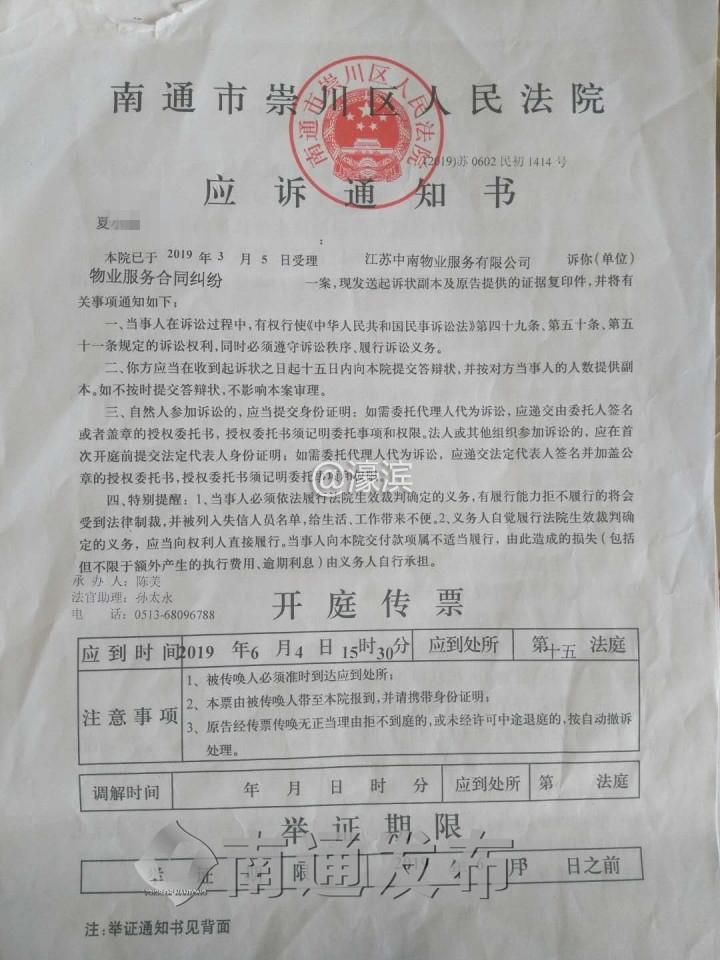 南通市崇川区人民法院
南通市崇川区人民法院
(2019)苏0602民初1414号
应诉通知书
夏小
:
本院已于 2019 年 3 月 5 日受理 江苏中南物业服务有限公司 诉你(单位)
物业服务合同纠纷 一案,现发送起诉状副本及原告提供的证据复印件,并将有
关事项通知如下:
一、当事人在诉讼过程中,有权行使《中华人民共和国民事诉讼法》第四十九条、第五十条、第五
十一条规定的诉讼权利,同时必须遵守诉讼秩序、履行诉讼义务。
二、你方应当在收到起诉状之日起十五日内向本院提交答辩状,并按对方当事人的人数提供副
本。如不按时提交答辩状,不影响本案审理。
三、自然人参加诉讼的,应当提交身份证明;如需委托代理人代为诉讼,应递交由委托人签名
或者盖章的授权委托书,授权委托书须记明委托事项和权限。法人或其他组织参加诉讼的,应在首
次开庭前提交法定代表人身份证明;如需委托代理人代为诉讼,应递交法定代表人签名并加盖公
章的授权委托书,授权委托书须记明委托事项和权限。
@濠滨
四、特别提醒:1、当事人必须依法履行法院生效裁判确定的义务,有履行能力拒不履行的将会
受到法律制裁,并被列入失信人员名单,给生活、工作带来不便。2、义务人自觉履行法院生效裁判确
定的义务,应当向权利人直接履行。当事人向本院交付款项属不适当履行,由此造成的损失(包括
但不限于额外产生的执行费用、逾期利息)由义务人自行承担。
承 办 人:陈美
法官助理:孙太永
电 话:0513-68096788
开庭传票
应到时间 2019 年 6 月 4 日 15时30分 应到处所 第十五法庭
注意事项
1、被传唤人必须准时到达应到处所;
2、本票由被传唤人带至本院报到,并请携带身份证明;
3、原告经传票传唤无正当理由拒不到庭的,或未经许可中途退庭的,按自动撤诉
处理。
调解时间 年 月 日 时 分 应到处所 第 法庭
举证期限
举 证 限 月 日之前
南通发布
注:举证通知书见背面